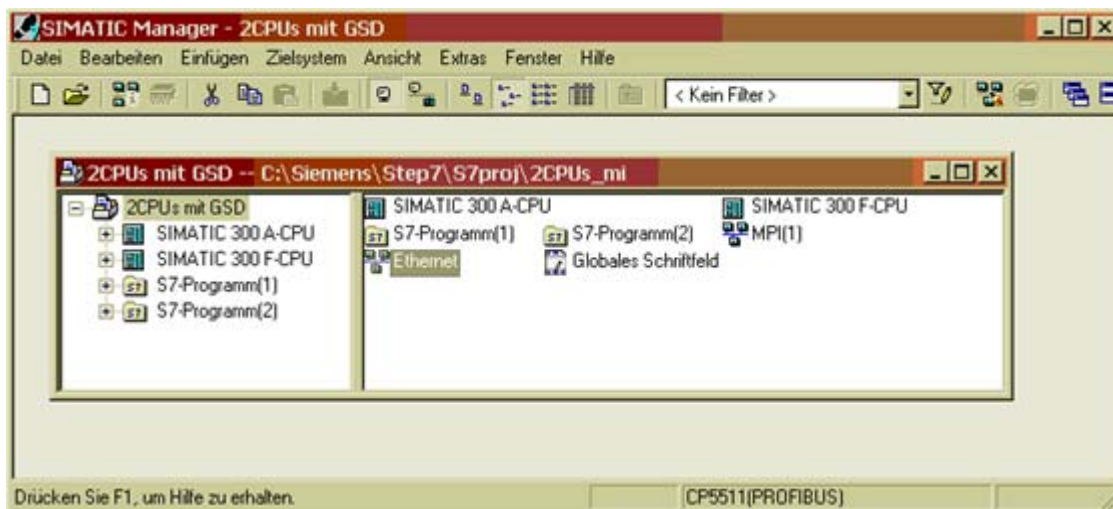 SIMATIC Manager - 2CPUs mit GSD
Datei Bearbeiten Einfügen Zielsystem Ansicht Extras Fenster Hilfe
< Kein Filter >
2CPUs mit GSD -- C:\Siemens\Step7\S7proj\2CPUs_mi
2CPUs mit GSD
SIMATIC 300 A-CPU
SIMATIC 300 F-CPU
S7-Programm(1)
S7-Programm(2)
SIMATIC 300 A-CPU SIMATIC 300 F-CPU
S7-Programm(1) S7-Programm(2) MPI(1)
Ethernet Globales Schriftfeld
Drücken Sie F1, um Hilfe zu erhalten. CP5511(PROFIBUS)